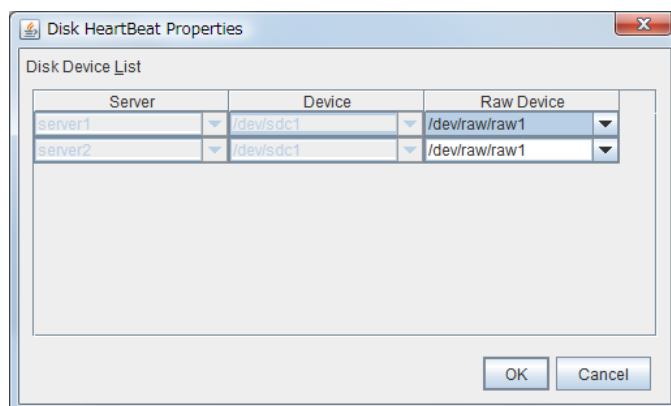 Disk HeartBeat Properties
Disk Device List
Server Device Raw Device
server1 /dev/sdc1 /dev/raw/raw1
server2 /dev/sdc1 /dev/raw/raw1
OK Cancel